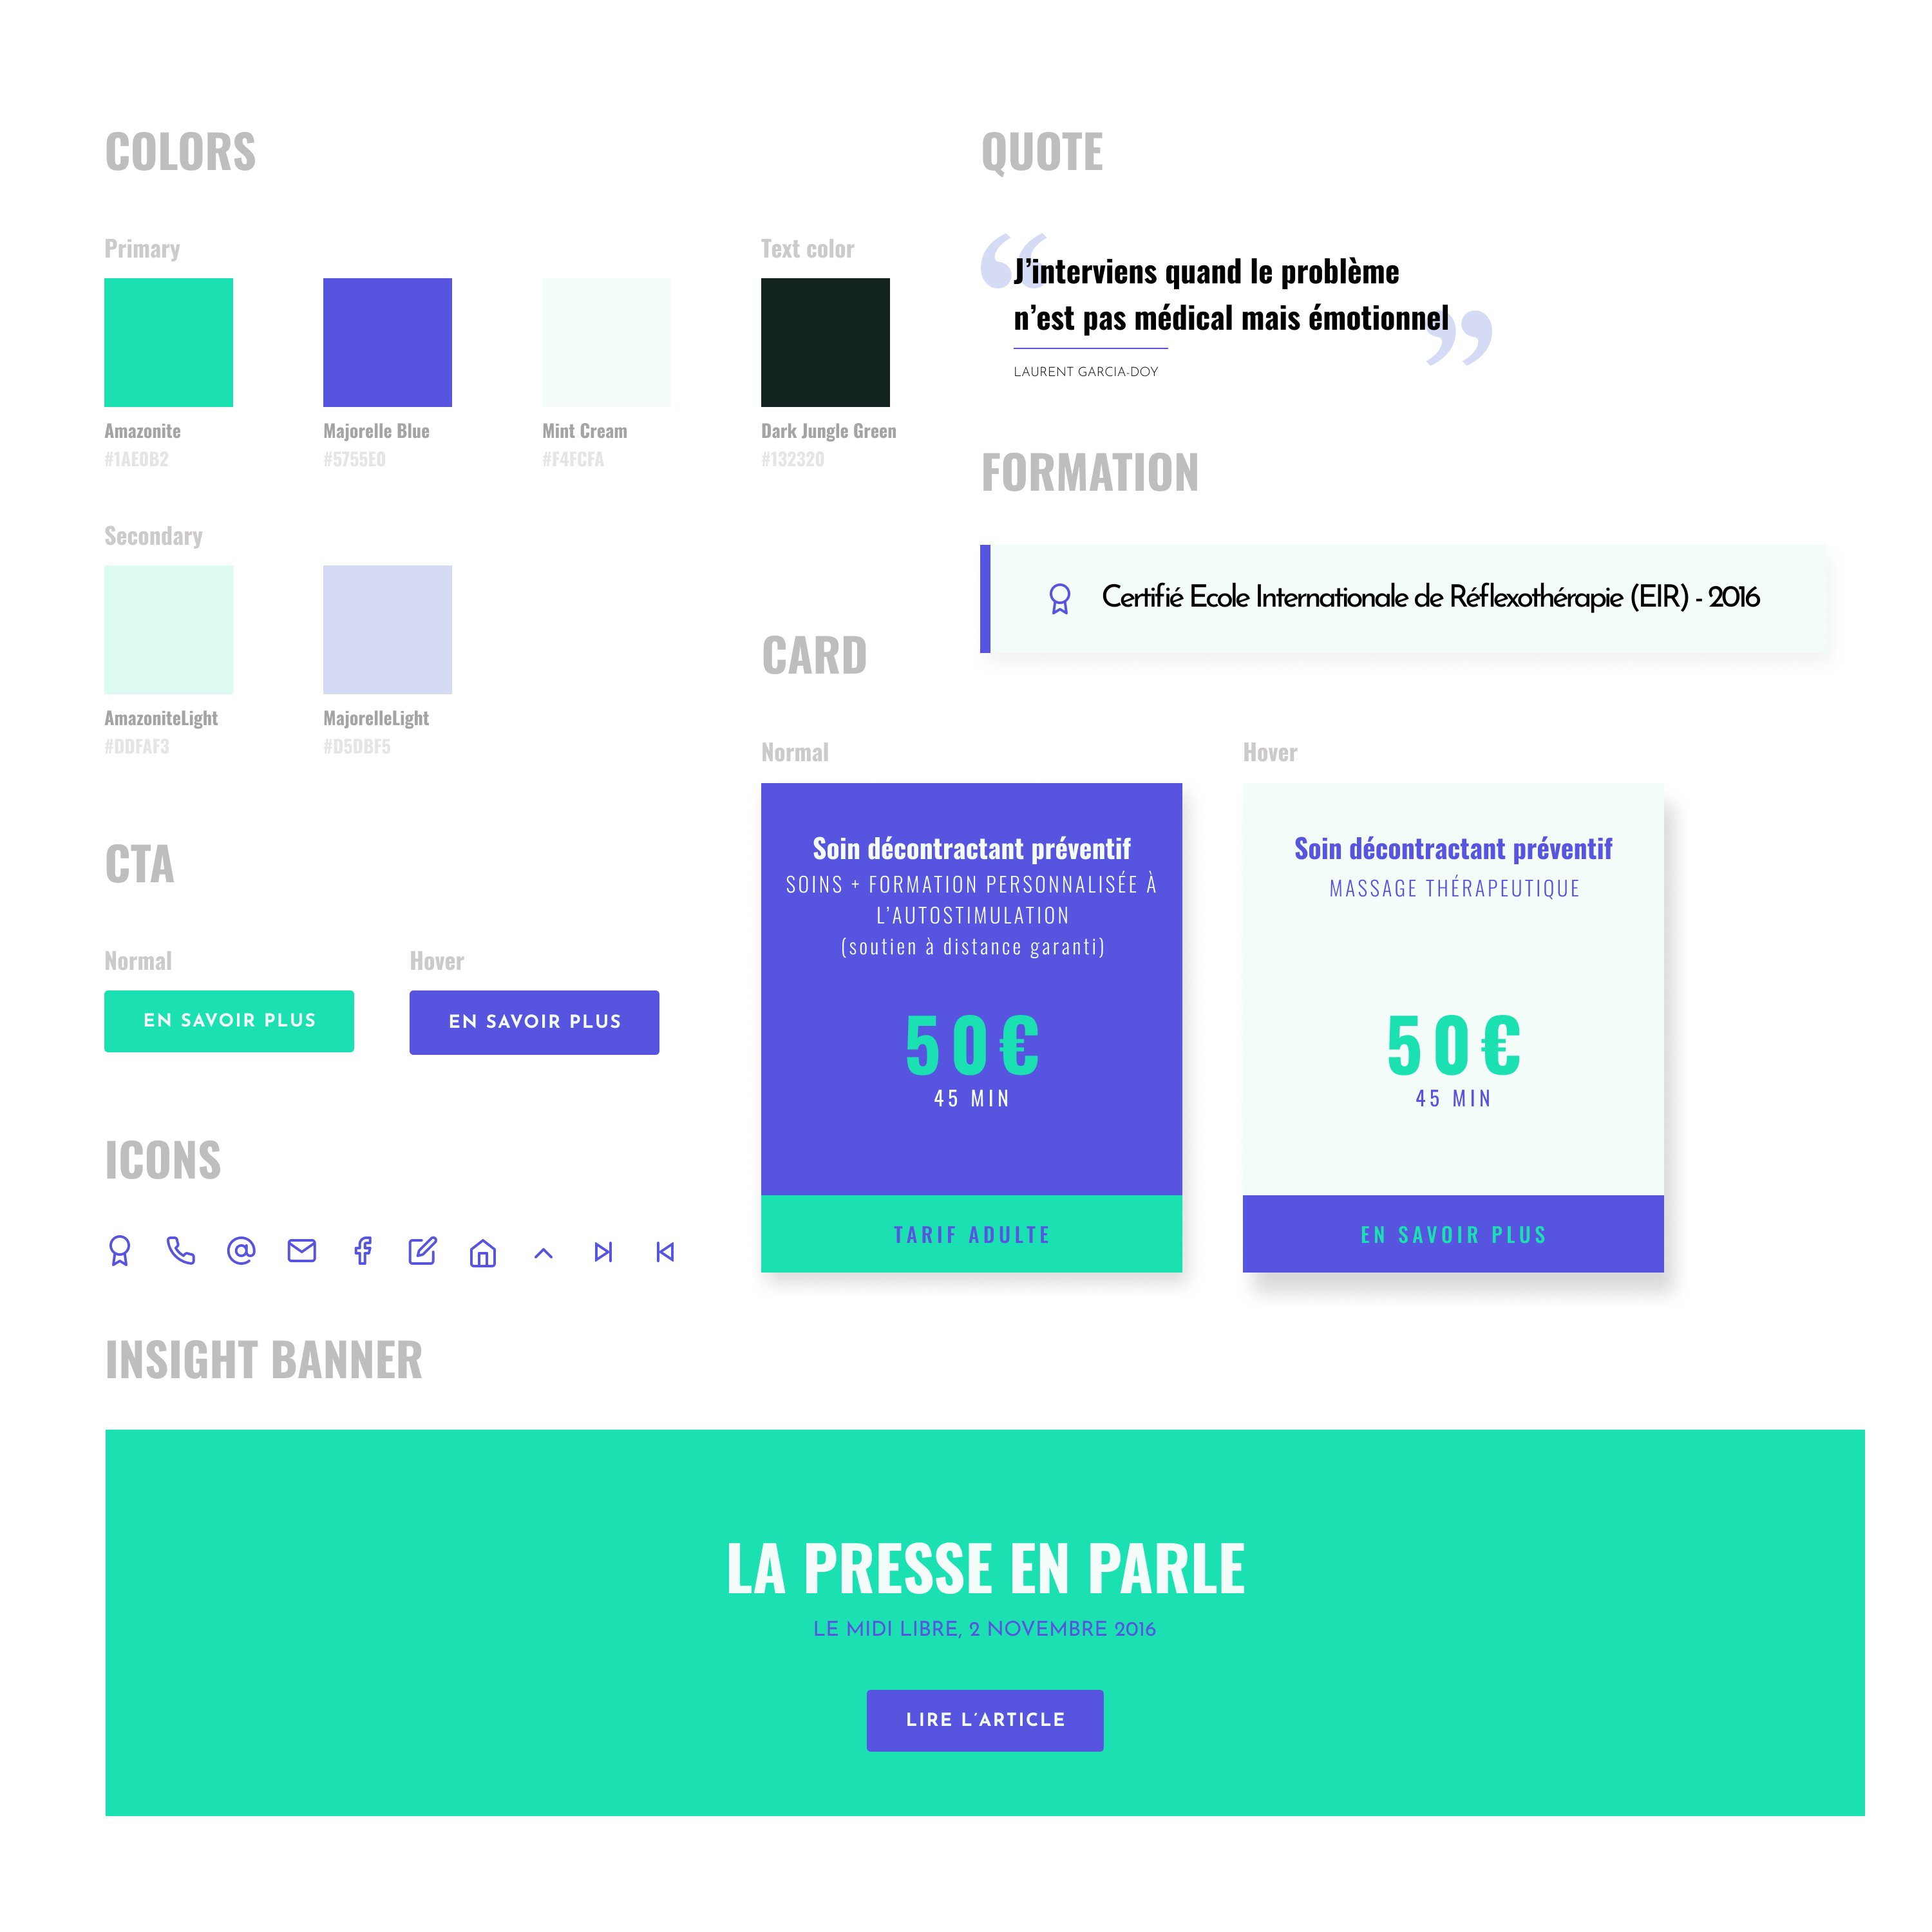 COLORS
Primary
Text color
Amazonite
#1AE0B2
Majorelle Blue
#5755E0
Mint Cream
#F4FCFA
Dark Jungle Green
#132320
Secondary
AmazoniteLight
#DDFAF3
MajorelleLight
#D5DBF5
QUOTE
“
J’interviens quand le problème
n’est pas médical mais émotionnel
”
LAURENT GARCIA-DOY
FORMATION
Certifié Ecole Internationale de Réflexothérapie (EIR) - 2016
CTA
Normal
EN SAVOIR PLUS
Hover
EN SAVOIR PLUS
CARD
Normal
Soin décontractant préventif
SOINS + FORMATION PERSONNALISÉE À
L’AUTOSTIMULATION
(soutien à distance garanti)
50€
45 MIN
TARIF ADULTE
Hover
Soin décontractant préventif
MASSAGE THÉRAPEUTIQUE
50€
45 MIN
EN SAVOIR PLUS
ICONS
INSIGHT BANNER
LA PRESSE EN PARLE
LE MIDI LIBRE, 2 NOVEMBRE 2016
LIRE L’ARTICLE